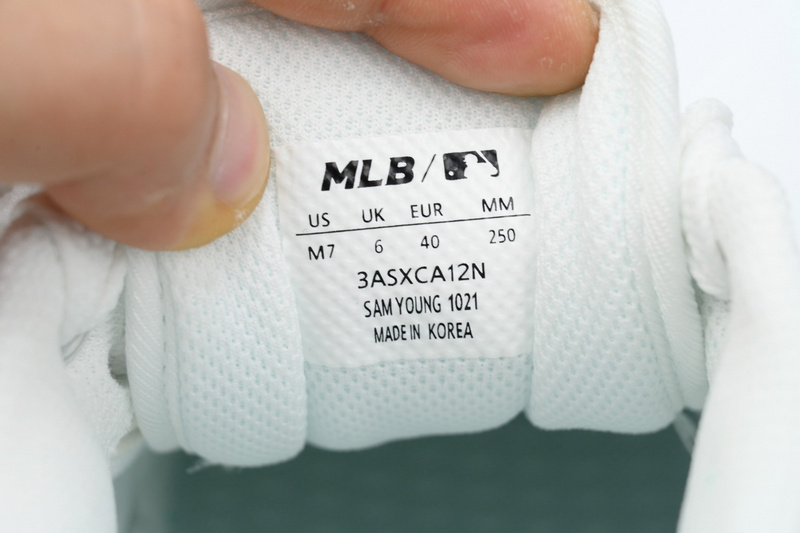 MLB/
US UK EUR MM
M7 6 40 250
3ASXCA12N
SAM YOUNG 1021
MADE IN KOREA